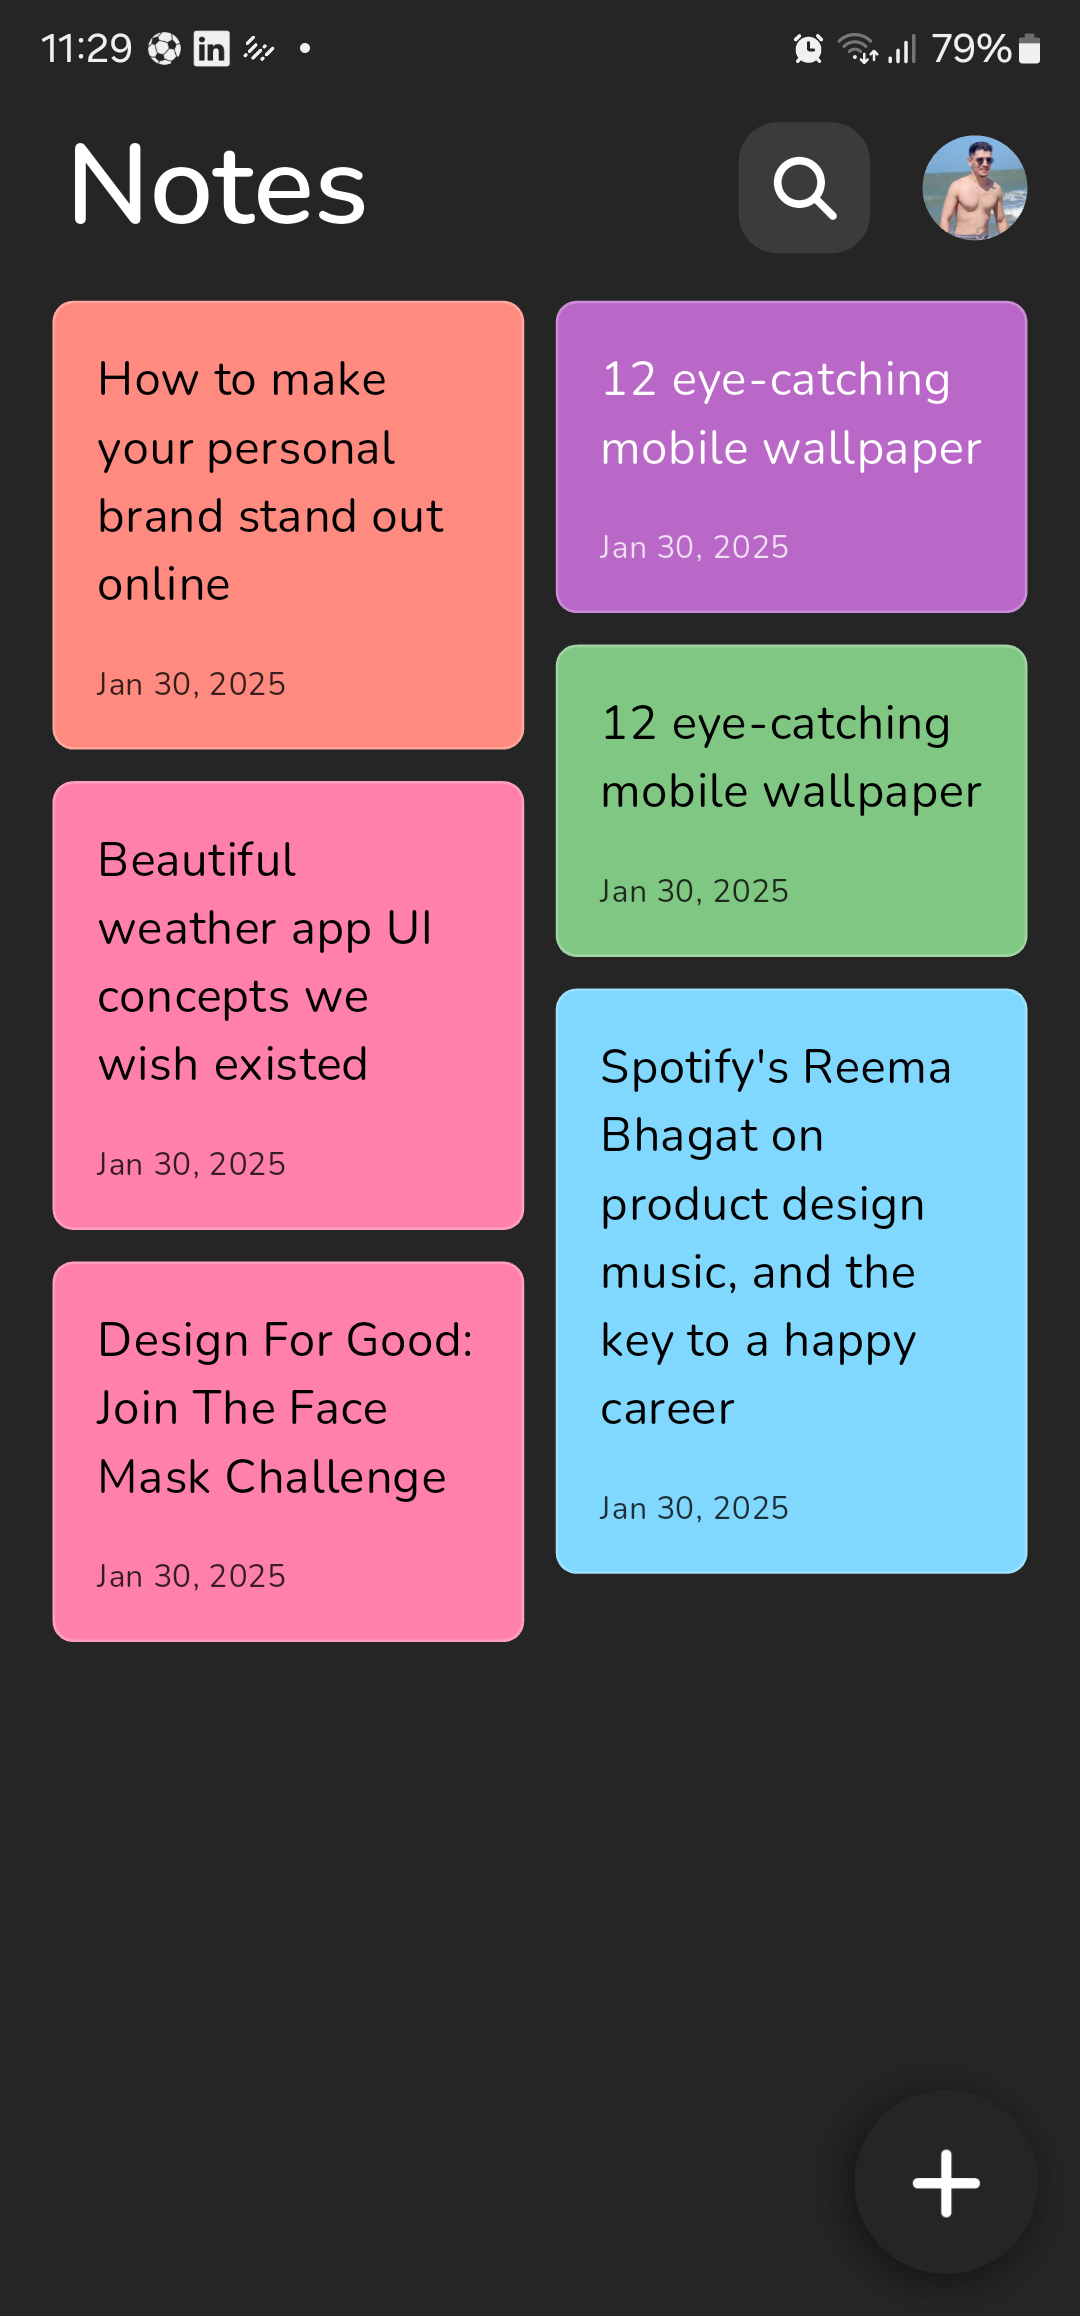 11:29
79%
Notes
How to make
your personal
brand stand out
online
Jan 30, 2025
12 eye-catching
mobile wallpaper
Jan 30, 2025
Beautiful
weather app UI
concepts we
wish existed
Jan 30, 2025
12 eye-catching
mobile wallpaper
Jan 30, 2025
Design For Good:
Join The Face
Mask Challenge
Jan 30, 2025
Spotify's Reema
Bhagat on
product design
music, and the
key to a happy
career
Jan 30, 2025